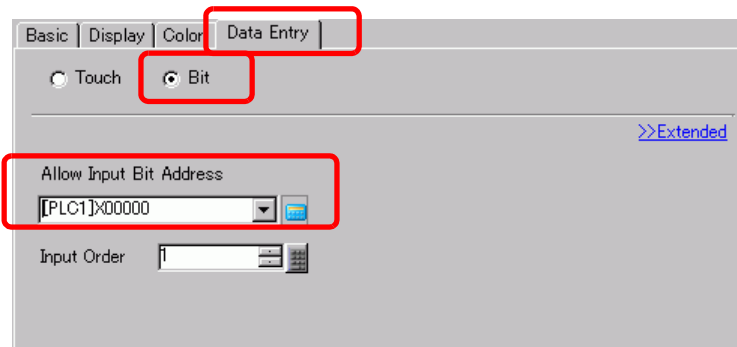 Basic Display Color Data Entry
Touch Bit
>>Extended
Allow Input Bit Address
[PLC1]X00000
Input Order 1